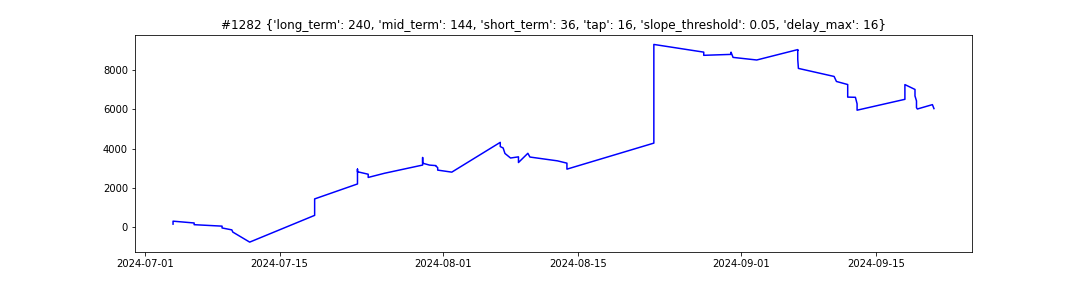 #1282 {'long_term': 240, 'mid_term': 144, 'short_term': 36, 'tap': 16, 'slope_threshold': 0.05, 'delay_max': 16}
8000
6000
4000
2000
0
2024-07-01 2024-07-15 2024-08-01 2024-08-15 2024-09-01 2024-09-15